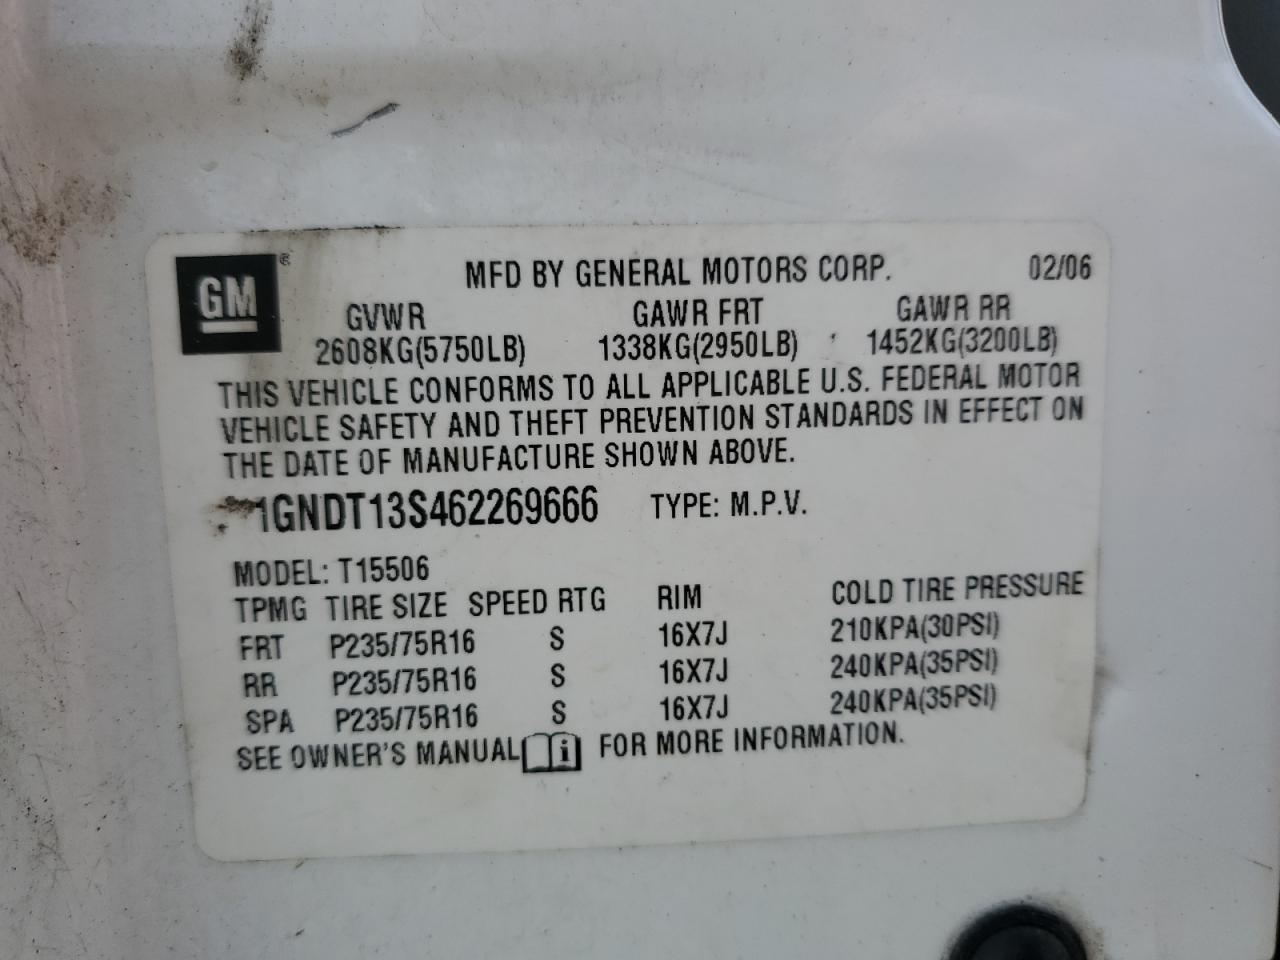 GM ® MFD BY GENERAL MOTORS CORP. 02/06
GVWR GAWR FRT GAWR RR
2608KG(5750LB) 1338KG(2950LB) 1452KG(3200LB)
THIS VEHICLE CONFORMS TO ALL APPLICABLE U.S. FEDERAL MOTOR
VEHICLE SAFETY AND THEFT PREVENTION STANDARDS IN EFFECT ON
THE DATE OF MANUFACTURE SHOWN ABOVE.
1GNDT13S462269666 TYPE: M.P.V.
MODEL: T15506
TPMG TIRE SIZE SPEED RTG RIM COLD TIRE PRESSURE
FRT P235/75R16 S 16X7J 210KPA(30PSI)
RR P235/75R16 S 16X7J 240KPA(35PSI)
SPA P235/75R16 S 16X7J 240KPA(35PSI)
SEE OWNER'S MANUAL i FOR MORE INFORMATION.